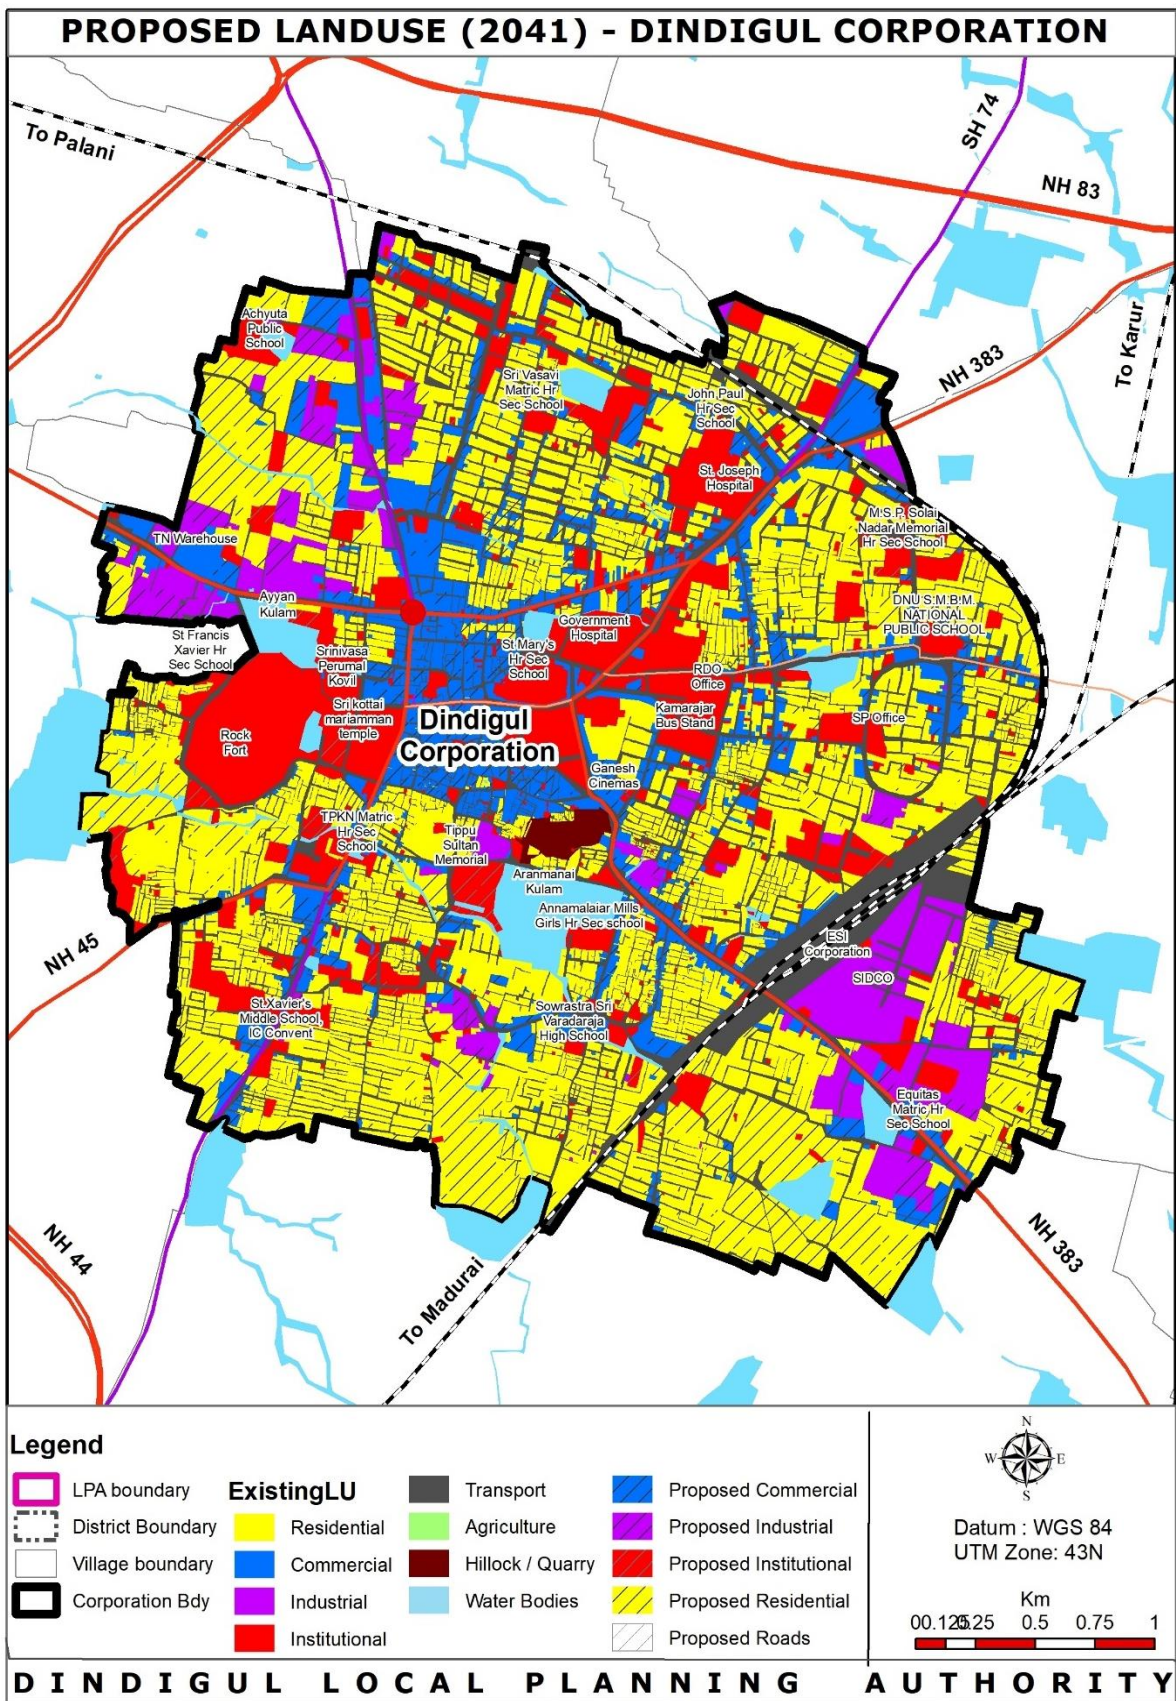 PROPOSED LANDUSE (2041) - DINDIGUL CORPORATION
To Palani
SH 74
NH 83
NH 383
To Karur
Achyuta
Public
School
Sri Vasavi
Matric Hr
Sec School
John Paul
Hr Sec
School
St. Joseph
Hospital
M.S.P. Solai
Nadar Memorial
Hr Sec School
TN Warehouse
Ayyan
Kulam
St Francis
Xavier Hr
Sec School
Srinivasa
Perumal
Kovil
Government
Hospital
St Mary's
Hr Sec
School
DNU S.M.B.M.
NATIONAL
PUBLIC SCHOOL
RDO
Office
Sri kottai
mariamman
temple
Kamarajar
Bus Stand
SP Office
Rock
Fort
Dindigul
Corporation
Ganesh
Cinemas
TPKN Matric
Hr Sec
School
Tippu
Sultan
Memorial
Aranmanai
Kulam
Annamalaiar Mills
Girls Hr Sec school
ESI
Corporation
SIDCO
NH 45
St.Xavier's
Middle School,
IC Convent
Sowrastra Sri
Varadaraja
High School
Equitas
Matric Hr
Sec School
NH 44
To Madurai
NH 383
Legend
LPA boundary
District Boundary
Village boundary
Corporation Bdy
ExistingLU
Residential
Commercial
Industrial
Institutional
Transport
Agriculture
Hillock / Quarry
Water Bodies
Proposed Commercial
Proposed Industrial
Proposed Institutional
Proposed Residential
Proposed Roads
N
W E
S
Datum : WGS 84
UTM Zone: 43N
Km
0 0.125 0.25 0.5 0.75 1
DINDIGUL LOCAL PLANNING AUTHORITY